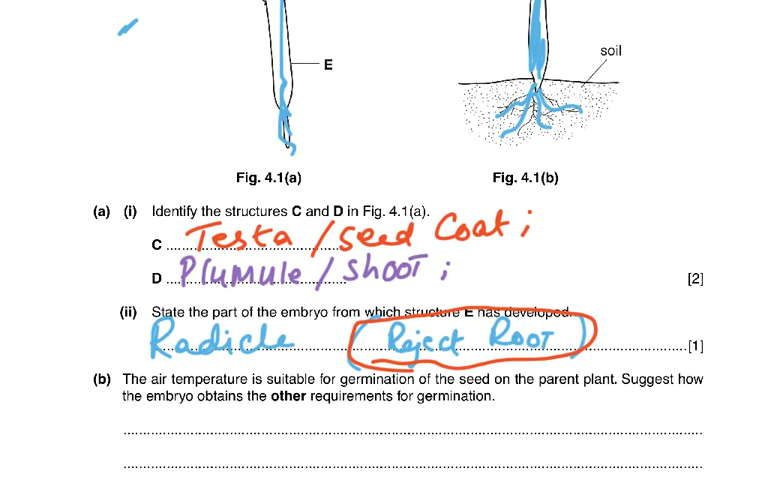 soil
E
Fig. 4.1(a) Fig. 4.1(b)
(a) (i) Identify the structures C and D in Fig. 4.1(a).
C Testa / Seed Coat ;
D Plumule / Shoot ; [2]
(ii) State the part of the embryo from which structure E has developed.
Radicle (Reject Root) [1]
(b) The air temperature is suitable for germination of the seed on the parent plant. Suggest how
the embryo obtains the other requirements for germination.